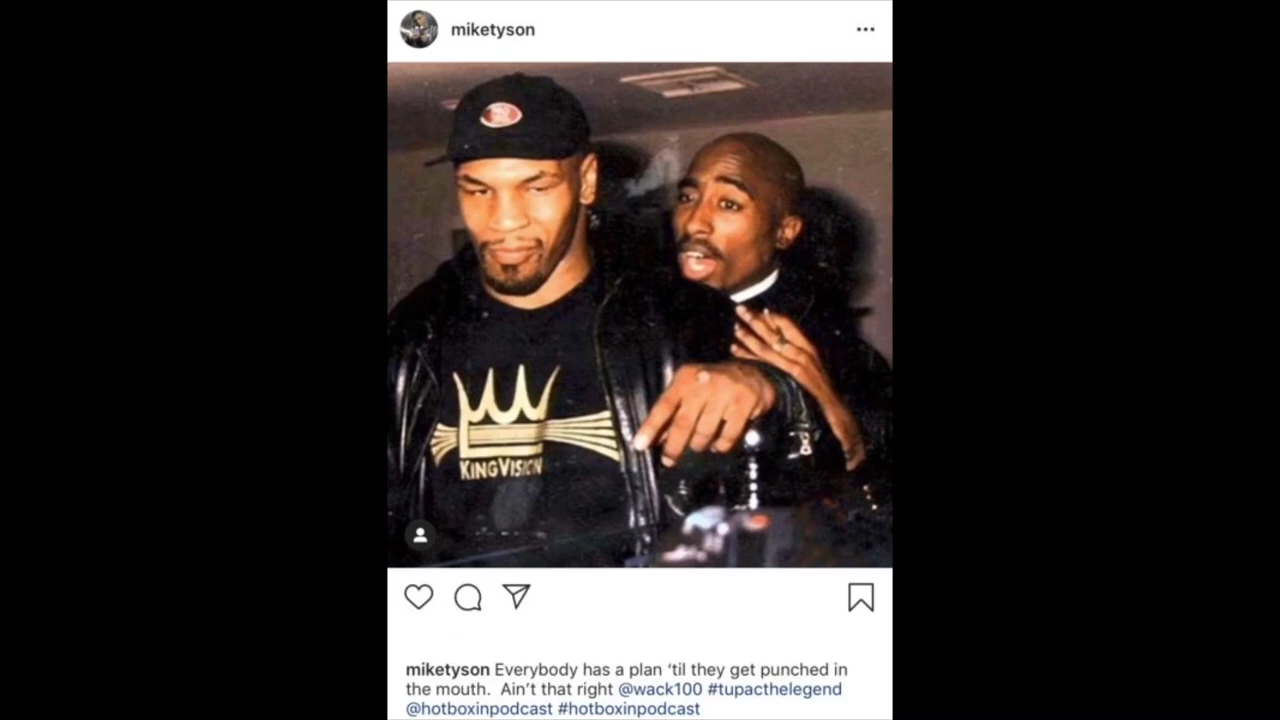 miketyson
KINGVISION
miketyson Everybody has a plan ‘til they get punched in
the mouth.  Ain’t that right @wack100 #tupacthelegend
@hotboxinpodcast #hotboxinpodcast